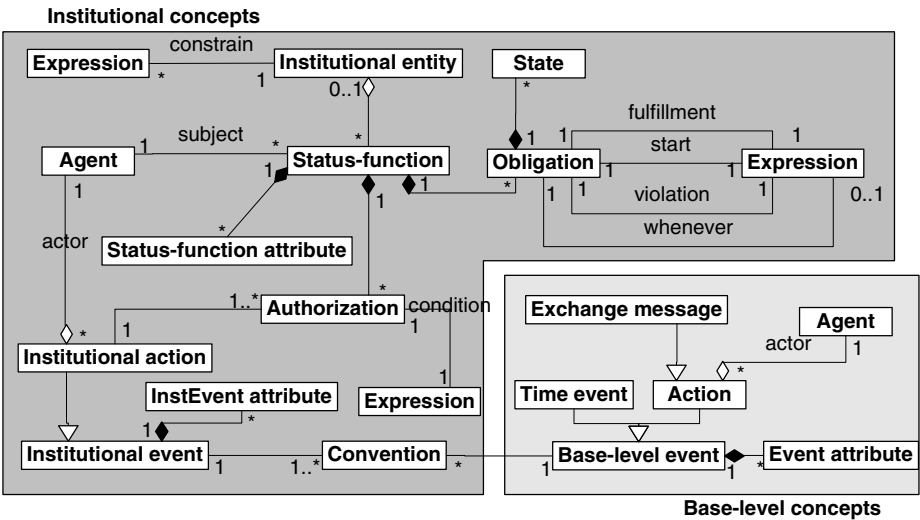 Institutional concepts
constrain
Expression
* 1
Institutional entity
0..1
State
*
fulfillment
subject
1 *
*
1 1 1
start
Agent
Status-function
Obligation
Expression
1
1
1
1
*
1 1
1 1
0..1
violation
whenever
actor
*
Status-function attribute
1..*
*
Authorization
condition
1
1
Exchange message
Agent
actor
1
*
*
Institutional action
InstEvent attribute
1
Expression
Time event
Action
1 *
Institutional event
1 1..*
Convention
* 1
Base-level event
1 *
Event attribute
Base-level concepts